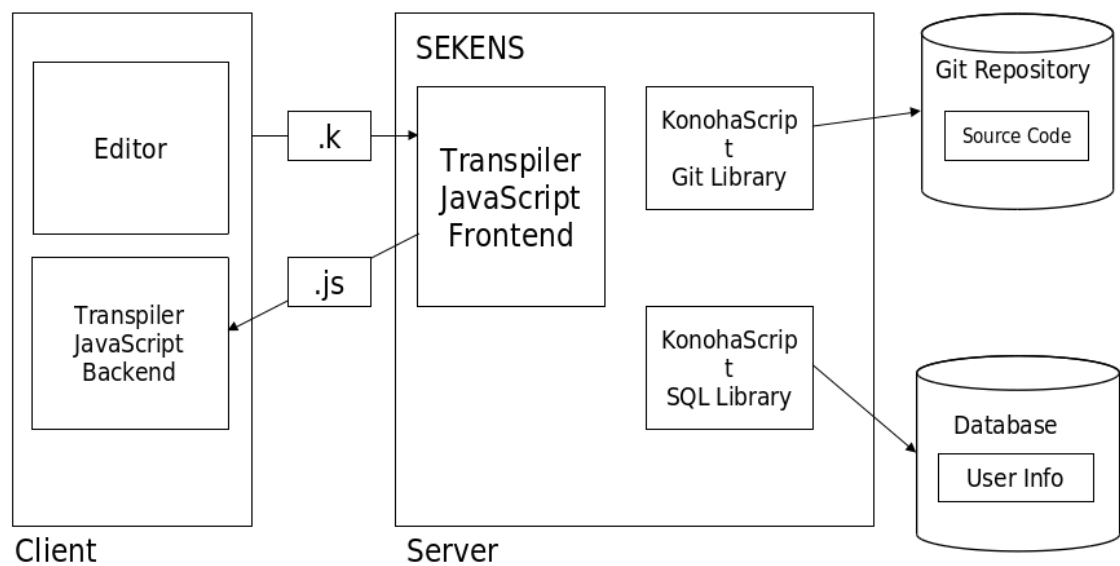 Editor
Transpiler
JavaScript
Backend
Client
.k
.js
SEKENS
Transpiler
JavaScript
Frontend
KonohaScrip
t
Git Library
KonohaScrip
t
SQL Library
Server
Git Repository
Source Code
Database
User Info